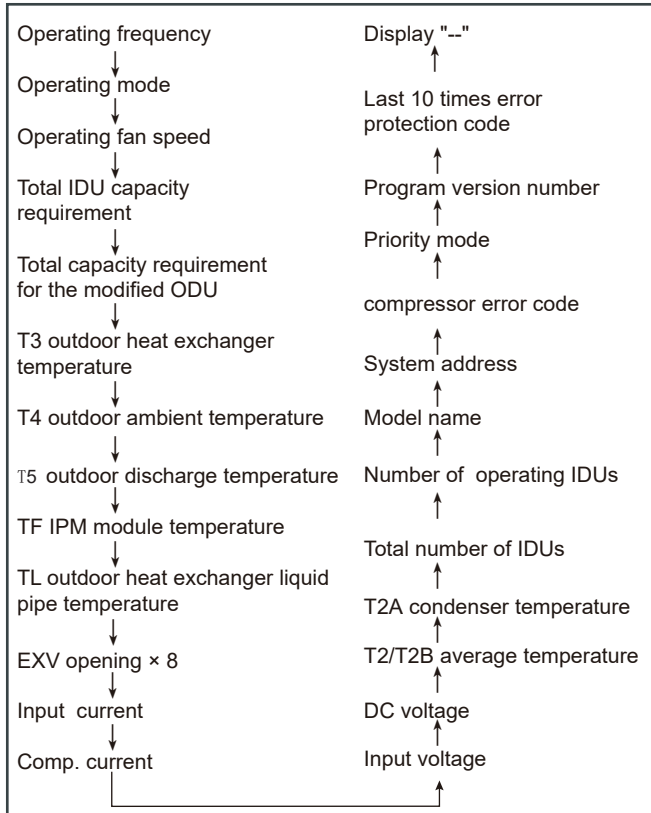 Operating frequency
Operating mode
Operating fan speed
Total IDU capacity
requirement
Total capacity requirement
for the modified ODU
T3 outdoor heat exchanger
temperature
T4 outdoor ambient temperature
T5 outdoor discharge temperature
TF IPM module temperature
TL outdoor heat exchanger liquid
pipe temperature
EXV opening × 8
Input current
Comp. current
Input voltage
DC voltage
T2/T2B average temperature
T2A condenser temperature
Total number of IDUs
Number of operating IDUs
Model name
System address
compressor error code
Priority mode
Program version number
Last 10 times error
protection code
Display "--"